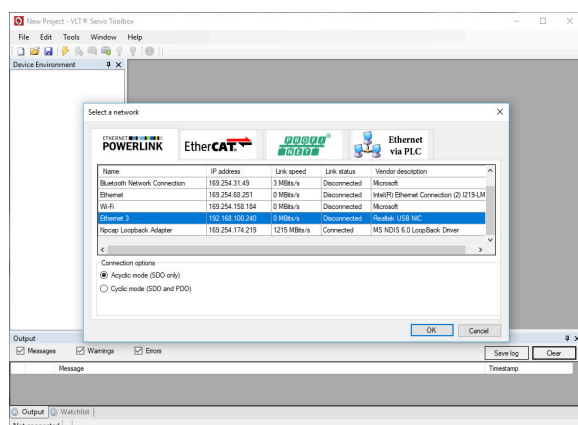 New Project - VLT® Servo Toolbox
File Edit Tools Window Help
Device Environment
Select a network
ETHERNET
POWERLINK
EtherCAT
PROFI
NET
Ethernet
via PLC
Name IP address Link speed Link status Vendor description
Bluetooth Network Connection 169.254.31.49 3 MBits/s Disconnected Microsoft
Ethernet 169.254.68.251 0 MBits/s Disconnected Intel(R) Ethernet Connection (2) I219-LM
Wi-Fi 169.254.158.184 0 MBits/s Disconnected Microsoft
Ethernet 3 192.168.100.240 0 MBits/s Disconnected Realtek USB NIC
Npcap Loopback Adapter 169.254.174.219 1215 MBits/s Connected MS NDIS 6.0 LoopBack Driver
Connection options
Acyclic mode (SDO only)
Cyclic mode (SDO and PDO)
OK Cancel
Output
Messages Warnings Errors Save log Clear
Message Timestamp
Output Watchlist
Not connected